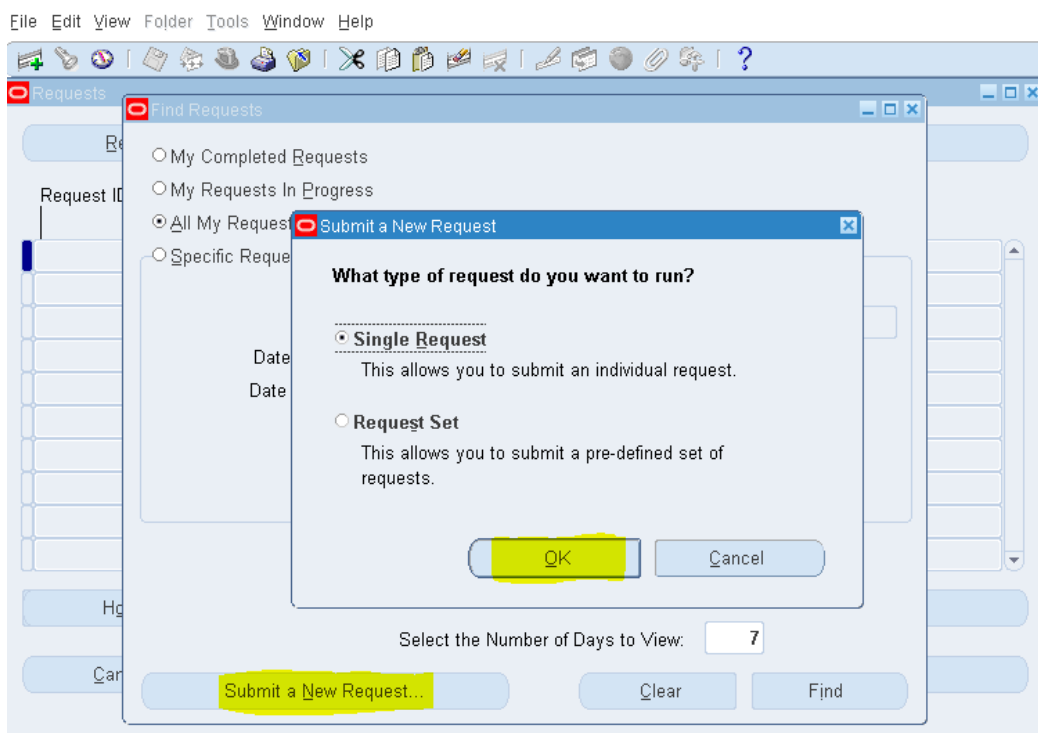 File Edit View Folder Tools Window Help
?
Requests
Find Requests
My Completed Requests
Request ID
My Requests In Progress
All My Request
Submit a New Request
Specific Reque
What type of request do you want to run?
Single Request
Date
This allows you to submit an individual request.
Date
Request Set
This allows you to submit a pre-defined set of
requests.
OK Cancel
Select the Number of Days to View: 7
Submit a New Request... Clear Find